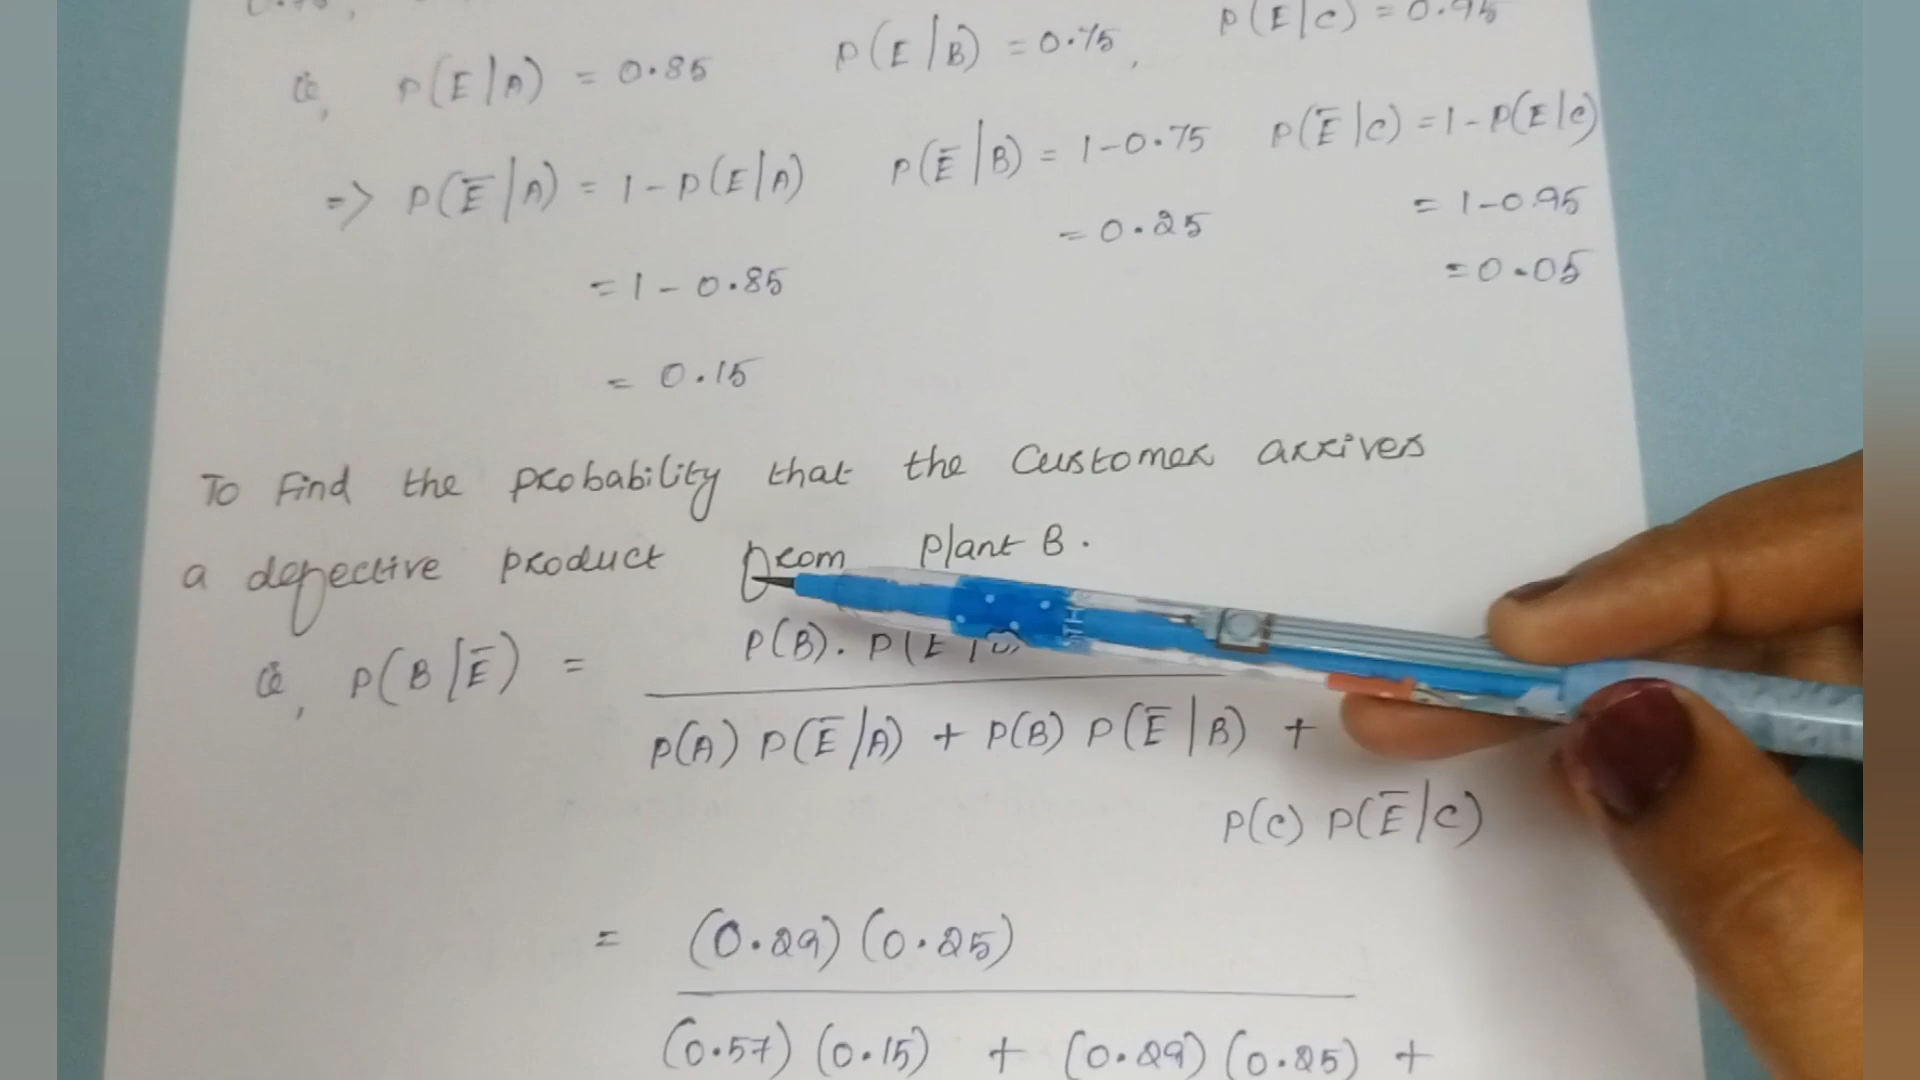 P(E|A) = 0.85 P(E|B) = 0.75, P(E|C) = 0.95
=> P(Ē|A) = 1 - P(E|A) P(Ē|B) = 1-0.75 P(Ē|C) = 1 - P(E|C)
= 1 - 0.85 = 0.25 = 1-0.95
= 0.15 = 0.05
To Find the probability that the Customer arrives
a defective product from plant B.
P(B|Ē) = P(B). P(E
P(A) P(Ē|A) + P(B) P(Ē|B) +
P(C) P(Ē|C)
= (0.29) (0.25)
(0.57) (0.15) + (0.29) (0.25) +